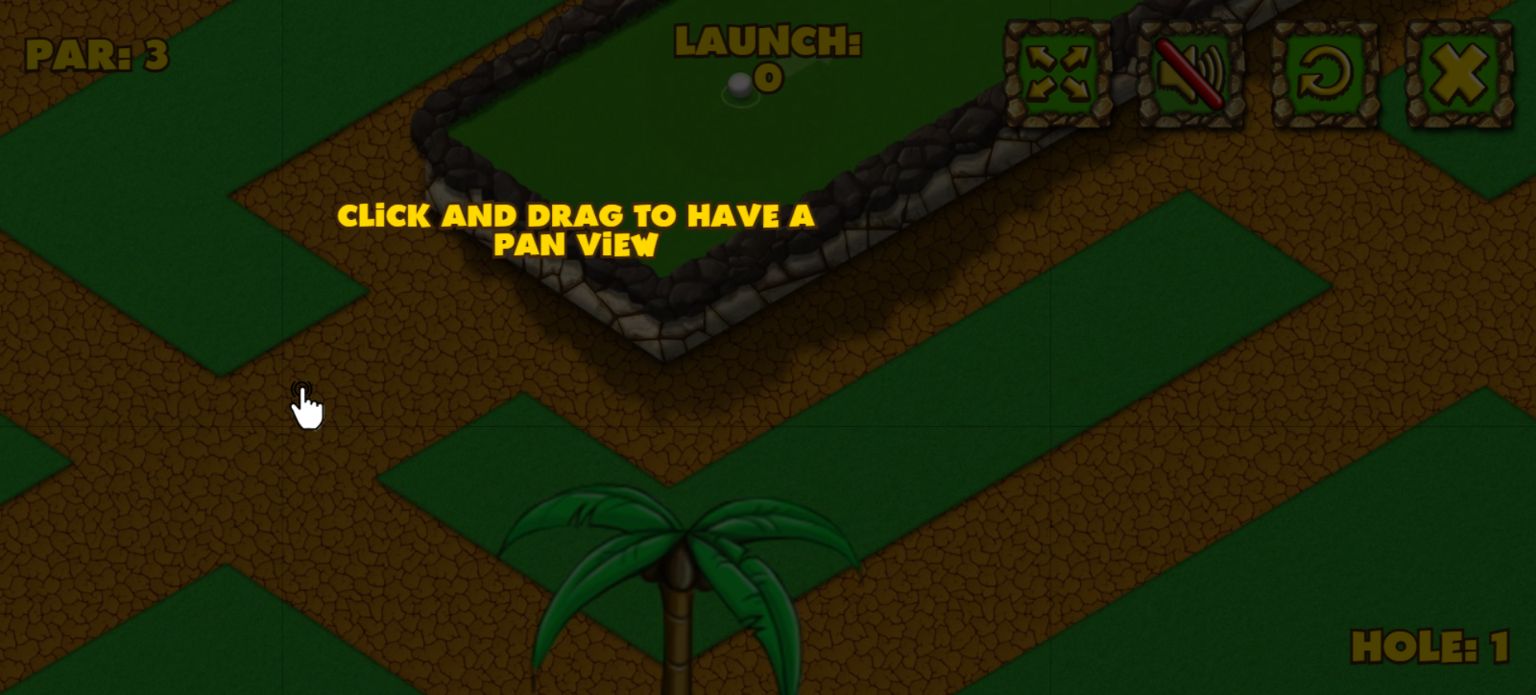 PAR: 3
LAUNCH:
0
CLiCK AND DRAG TO HAVE A
PAN ViEW
HOLE: 1